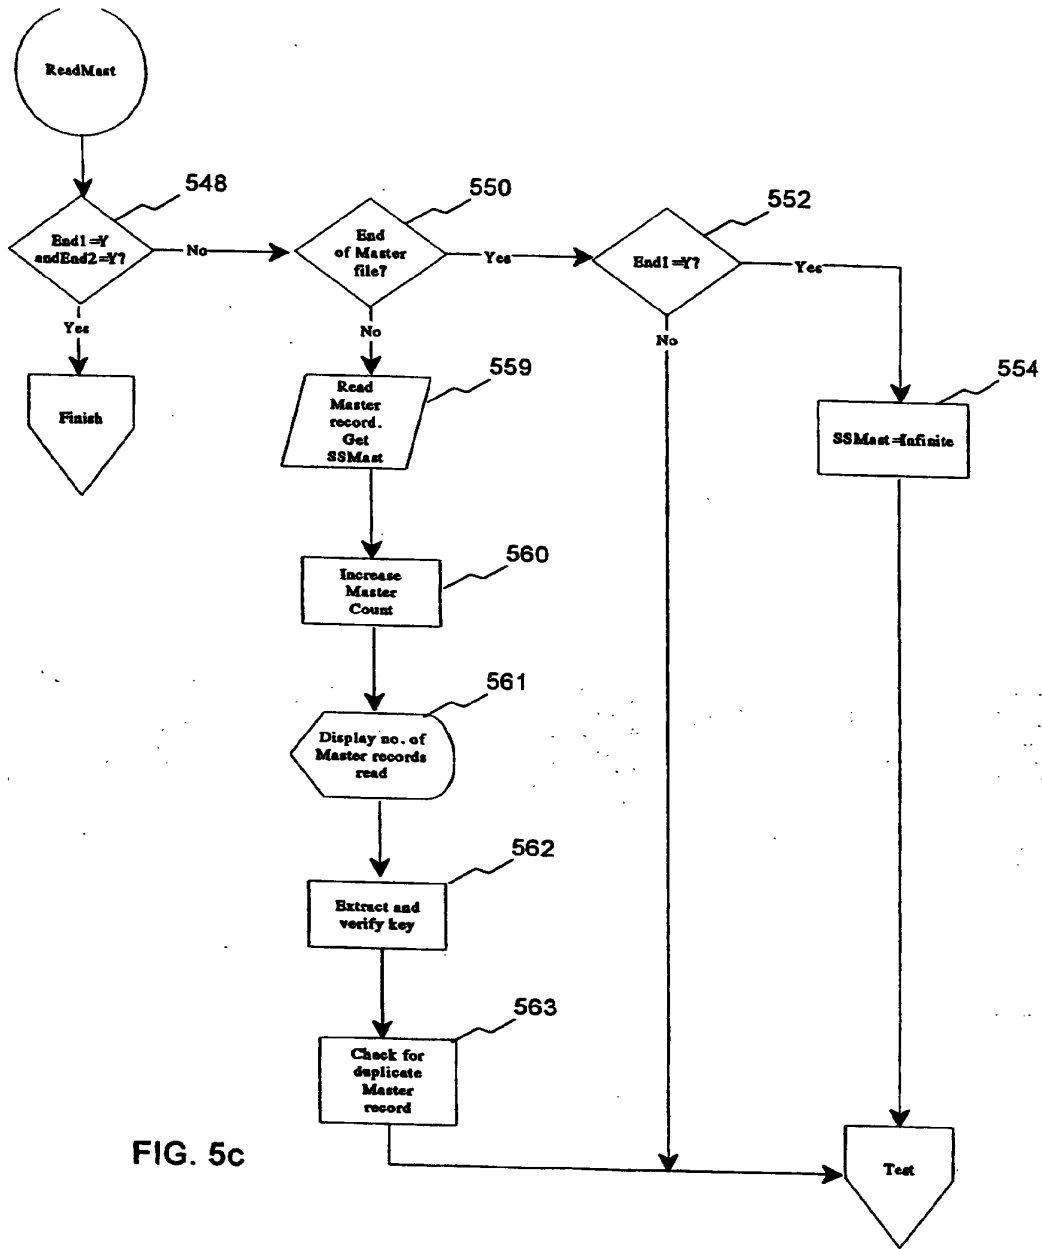 ReadMast
548
End1=Y
andEnd2=Y?
No
550
End
of Master
file?
Yes
552
End1=Y?
Yes
Yes
Finish
No
559
Read
Master
record.
Get
SSMast
No
554
SSMast=Infinite
560
Increase
Master
Count
561
Display no. of
Master records
read
562
Extract and
verify key
563
Check for
duplicate
Master
record
FIG. 5c
Test